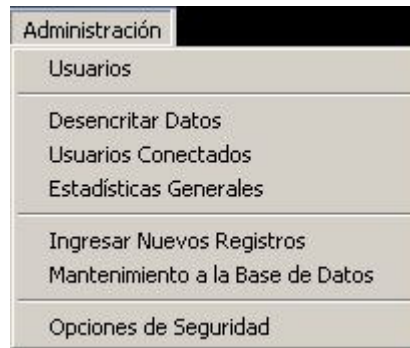 Administración
Usuarios
Desencritar Datos
Usuarios Conectados
Estadísticas Generales
Ingresar Nuevos Registros
Mantenimiento a la Base de Datos
Opciones de Seguridad